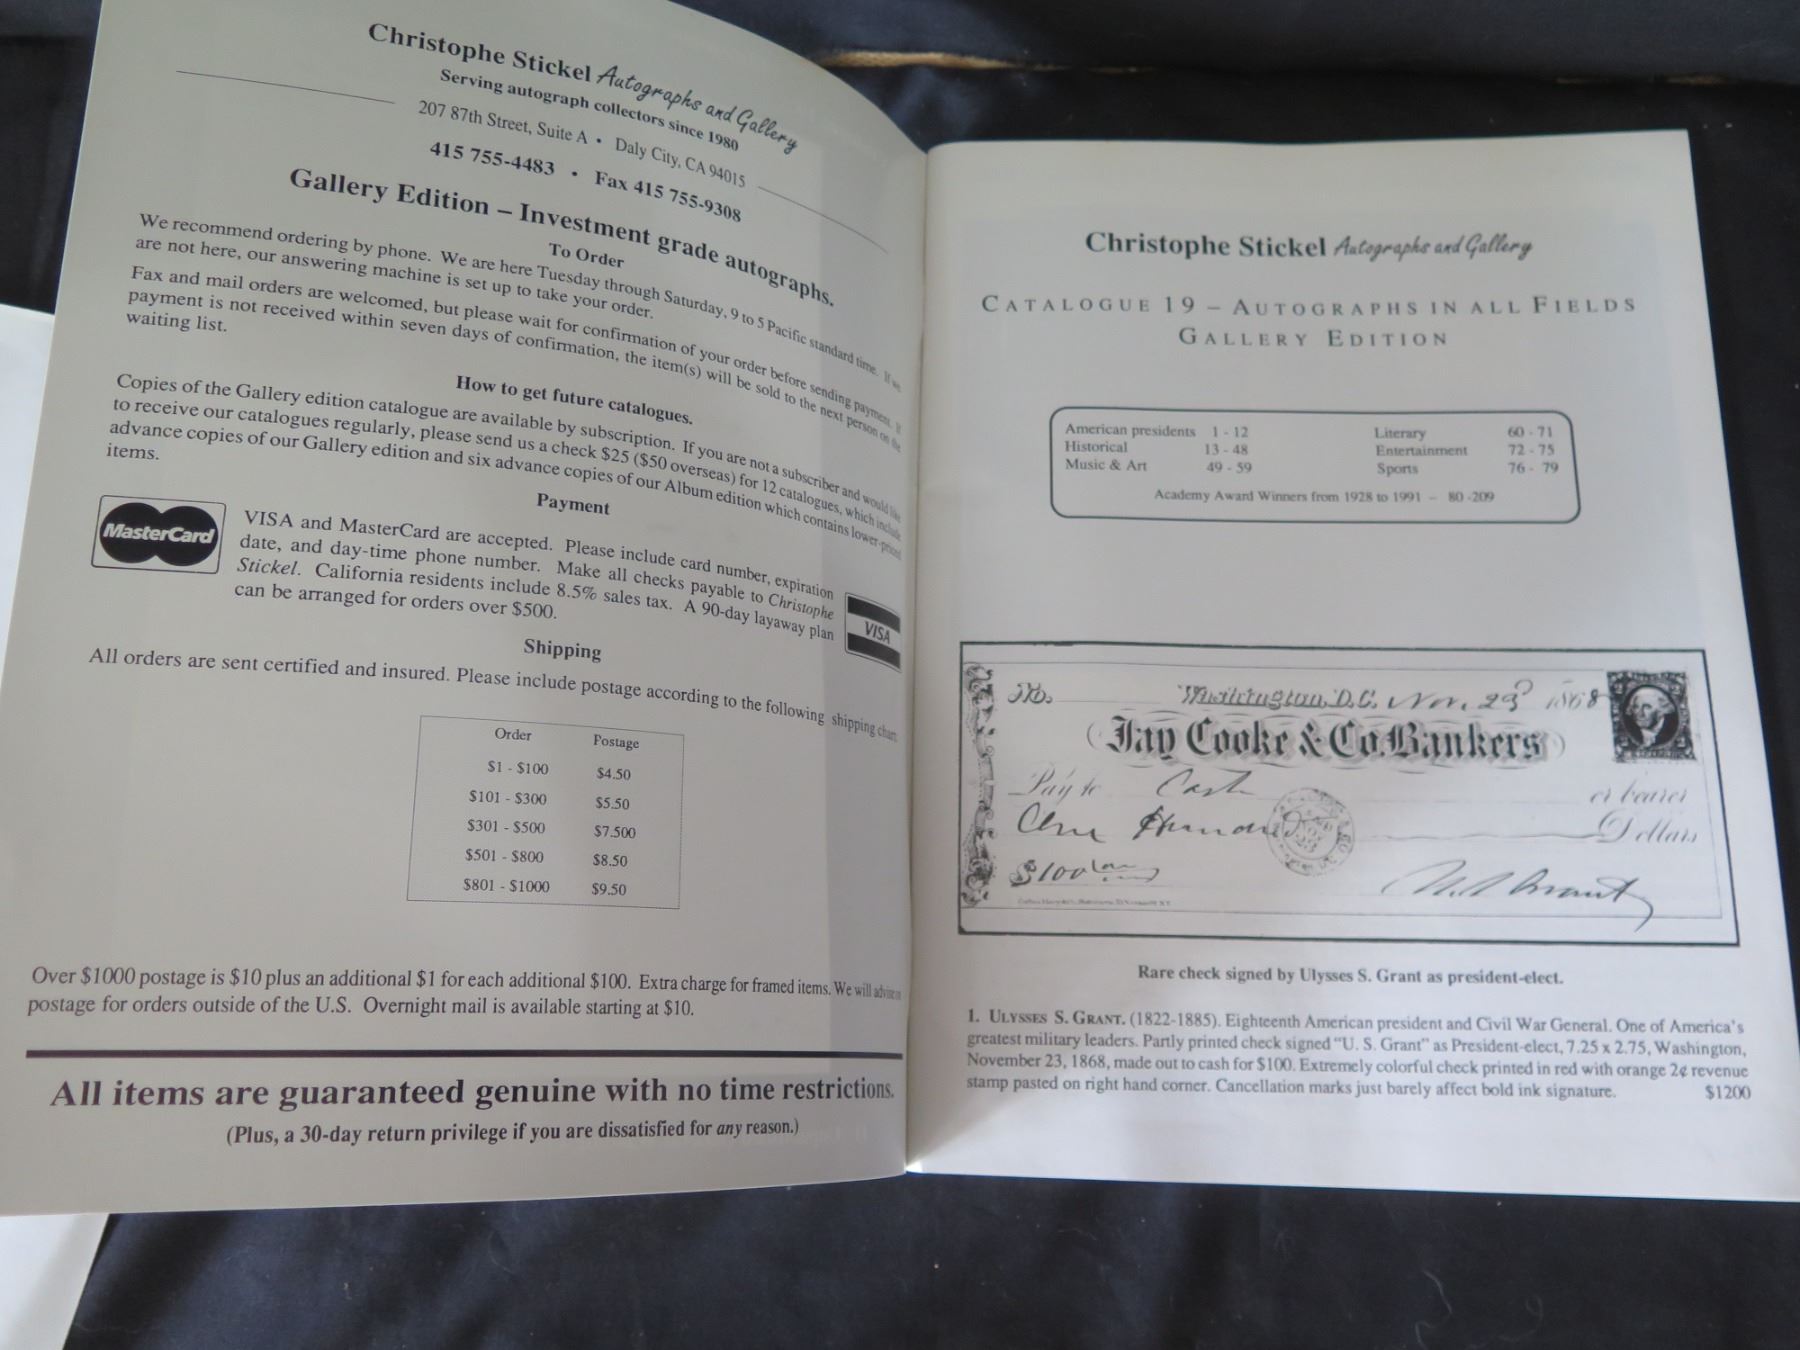 Christophe Stickel Autographs and Gallery
Serving autograph collectors since 1980
207 87th Street, Suite A • Daly City, CA 94015
415 755-4483 • Fax 415 755-9308
Gallery Edition – Investment grade autographs.
To Order
We recommend ordering by phone. We are here Tuesday through Saturday, 9 to 5 Pacific standard time. If we
are not here, our answering machine is set up to take your order.
Fax and mail orders are welcomed, but please wait for confirmation of your order before sending payment. If
payment is not received within seven days of confirmation, the item(s) will be sold to the next person on the
waiting list.
How to get future catalogues.
Copies of the Gallery edition catalogue are available by subscription. If you are not a subscriber and would like
to receive our catalogues regularly, please send us a check $25 ($50 overseas) for 12 catalogues, which include
advance copies of our Gallery edition and six advance copies of our Album edition which contains lower-priced
items.
Payment
MasterCard
VISA and MasterCard are accepted. Please include card number, expiration
date, and day-time phone number. Make all checks payable to Christophe
Stickel. California residents include 8.5% sales tax. A 90-day layaway plan
can be arranged for orders over $500.
VISA
Shipping
All orders are sent certified and insured. Please include postage according to the following shipping chart
Order Postage
$1 - $100 $4.50
$101 - $300 $5.50
$301 - $500 $7.500
$501 - $800 $8.50
$801 - $1000 $9.50
Over $1000 postage is $10 plus an additional $1 for each additional $100. Extra charge for framed items. We will advise on
postage for orders outside of the U.S. Overnight mail is available starting at $10.
All items are guaranteed genuine with no time restrictions.
(Plus, a 30-day return privilege if you are dissatisfied for any reason.)
Christophe Stickel Autographs and Gallery
CATALOGUE 19 – AUTOGRAPHS IN ALL FIELDS
GALLERY EDITION
American presidents 1 - 12 Literary 60 - 71
Historical 13 - 48 Entertainment 72 - 75
Music & Art 49 - 59 Sports 76 - 79
Academy Award Winners from 1928 to 1991 – 80 -209
No. Washington, D.C. Nov. 23 1868
Jay Cooke & Co. Bankers
Pay to Cash or bearer
One Hundred Dollars
$100
U. S. Grant
Rare check signed by Ulysses S. Grant as president-elect.
1. ULYSSES S. GRANT. (1822-1885). Eighteenth American president and Civil War General. One of America's
greatest military leaders. Partly printed check signed "U. S. Grant" as President-elect, 7.25 x 2.75, Washington,
November 23, 1868, made out to cash for $100. Extremely colorful check printed in red with orange 2¢ revenue
stamp pasted on right hand corner. Cancellation marks just barely affect bold ink signature. $1200